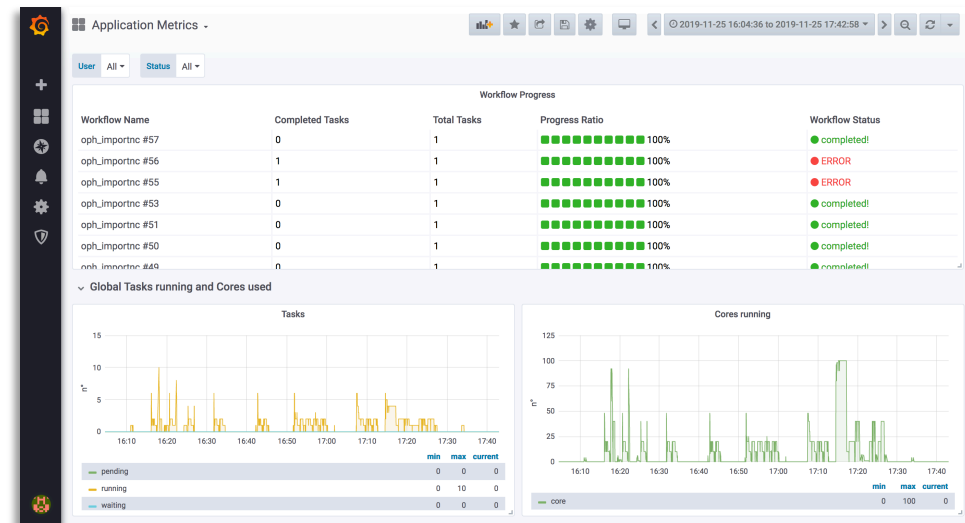 Application Metrics
2019-11-25 16:04:36 to 2019-11-25 17:42:58
User All Status All
Workflow Progress
Workflow Name Completed Tasks Total Tasks Progress Ratio Workflow Status
oph_importnc #57 0 1 100% completed!
oph_importnc #56 1 1 100% ERROR
oph_importnc #55 1 1 100% ERROR
oph_importnc #53 0 1 100% completed!
oph_importnc #51 0 1 100% completed!
oph_importnc #50 0 1 100% completed!
oph_importnc #49 0 1 100% completed!
Global Tasks running and Cores used
Tasks
15
10
5
0
n°
16:10 16:20 16:30 16:40 16:50 17:00 17:10 17:20 17:30 17:40
min max current
pending 0 0 0
running 0 10 0
waiting 0 0 0
Cores running
125
100
75
50
25
0
n°
16:10 16:20 16:30 16:40 16:50 17:00 17:10 17:20 17:30 17:40
min max current
core 0 100 0